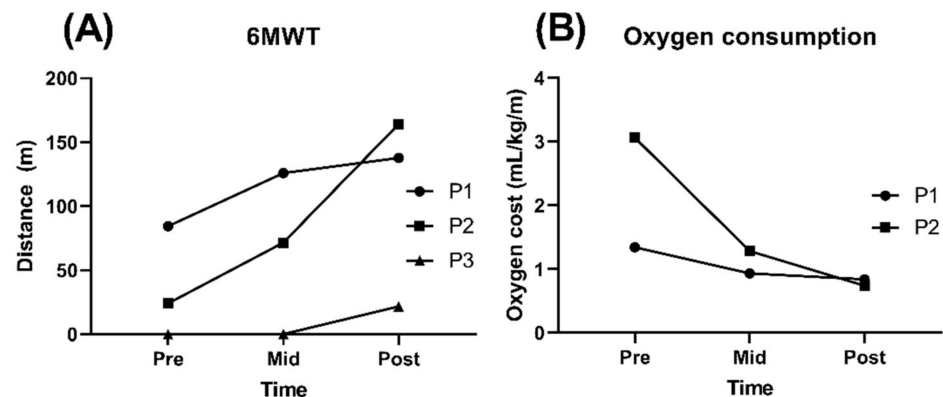 (A)
6MWT
Distance (m)
200
150
100
50
0
Pre
Mid
Post
Time
P1
P2
P3
(B)
Oxygen consumption
Oxygen cost (mL/kg/m)
4
3
2
1
0
Pre
Mid
Post
Time
P1
P2